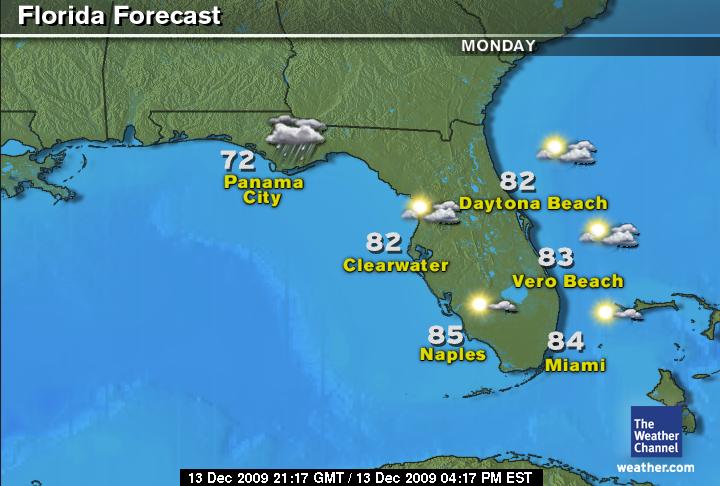 Florida Forecast
MONDAY
72
Panama
City
82
Daytona Beach
82
Clearwater
83
Vero Beach
85
Naples
84
Miami
The
Weather
Channel
weather.com
13 Dec 2009 21:17 GMT / 13 Dec 2009 04:17 PM EST